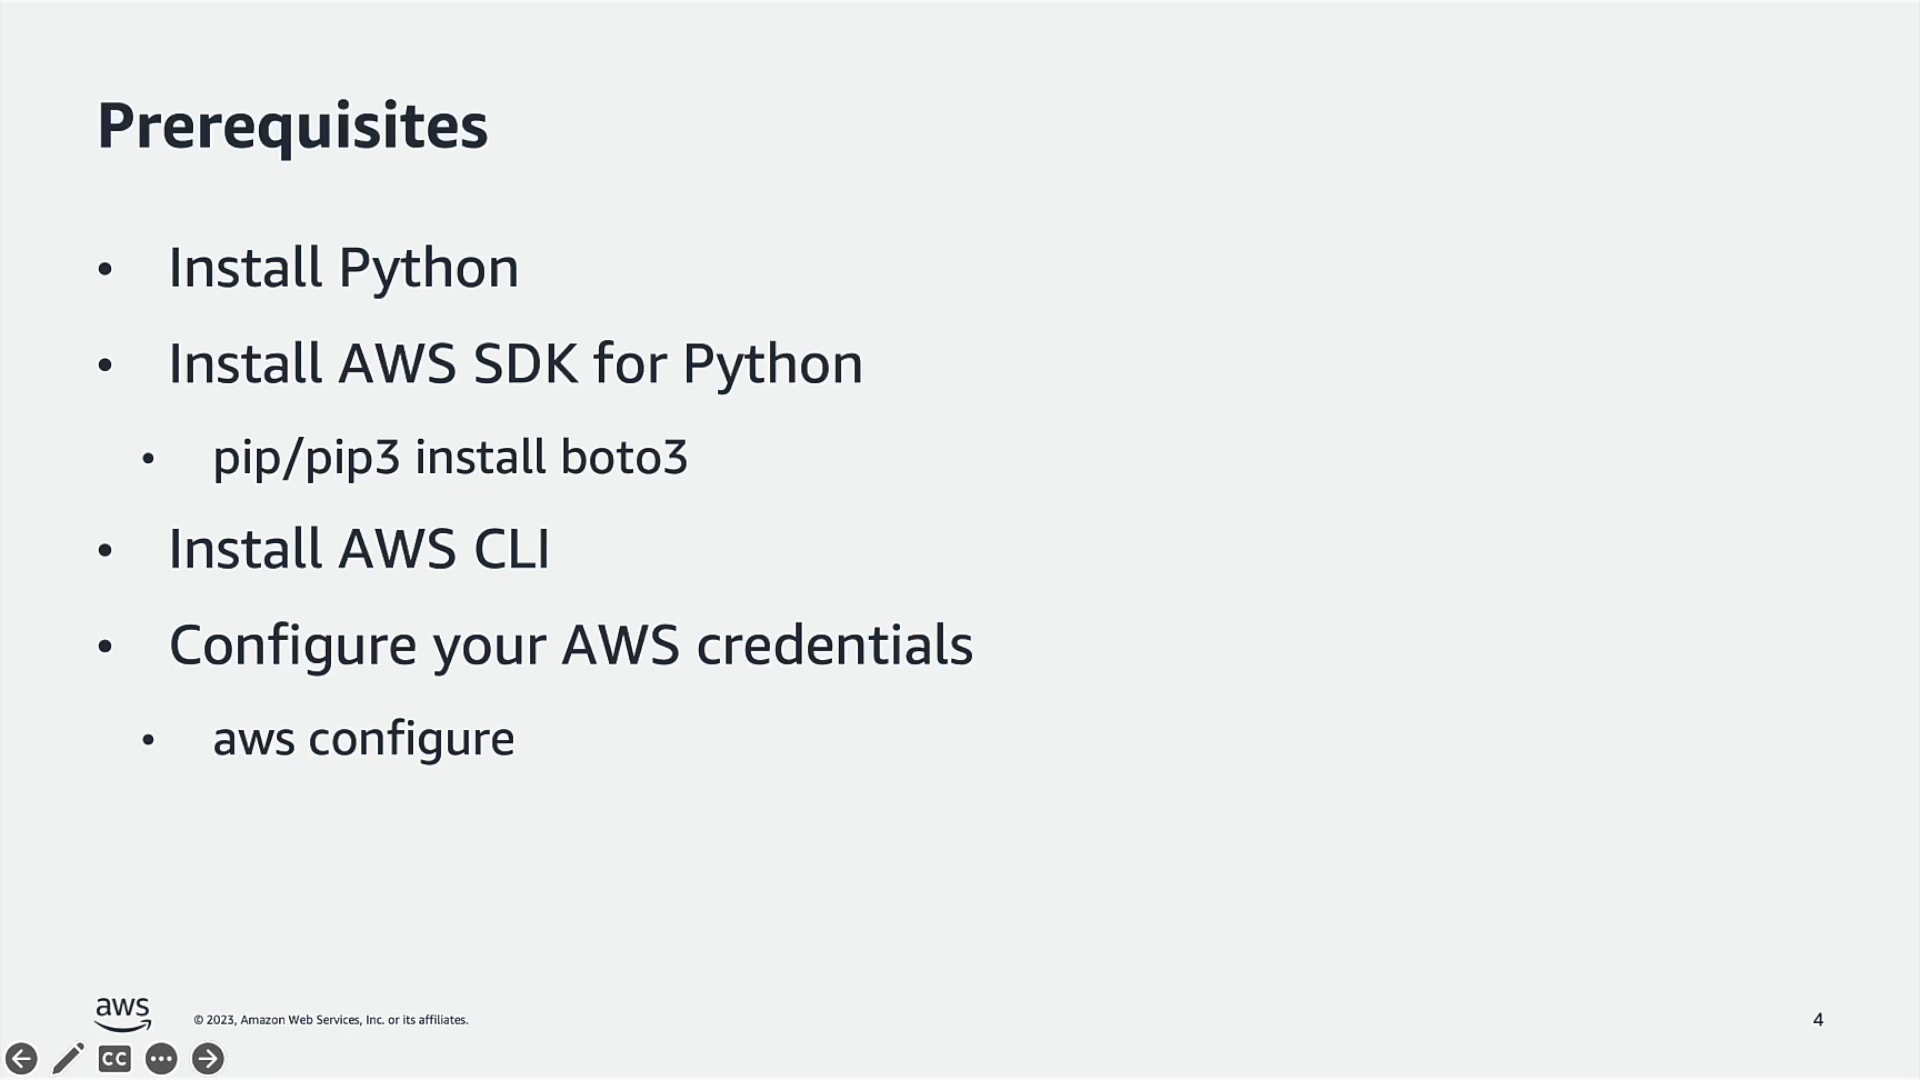 Prerequisites
• Install Python
• Install AWS SDK for Python
• pip/pip3 install boto3
• Install AWS CLI
• Configure your AWS credentials
• aws configure
aws
© 2023, Amazon Web Services, Inc. or its affiliates.
4
CC